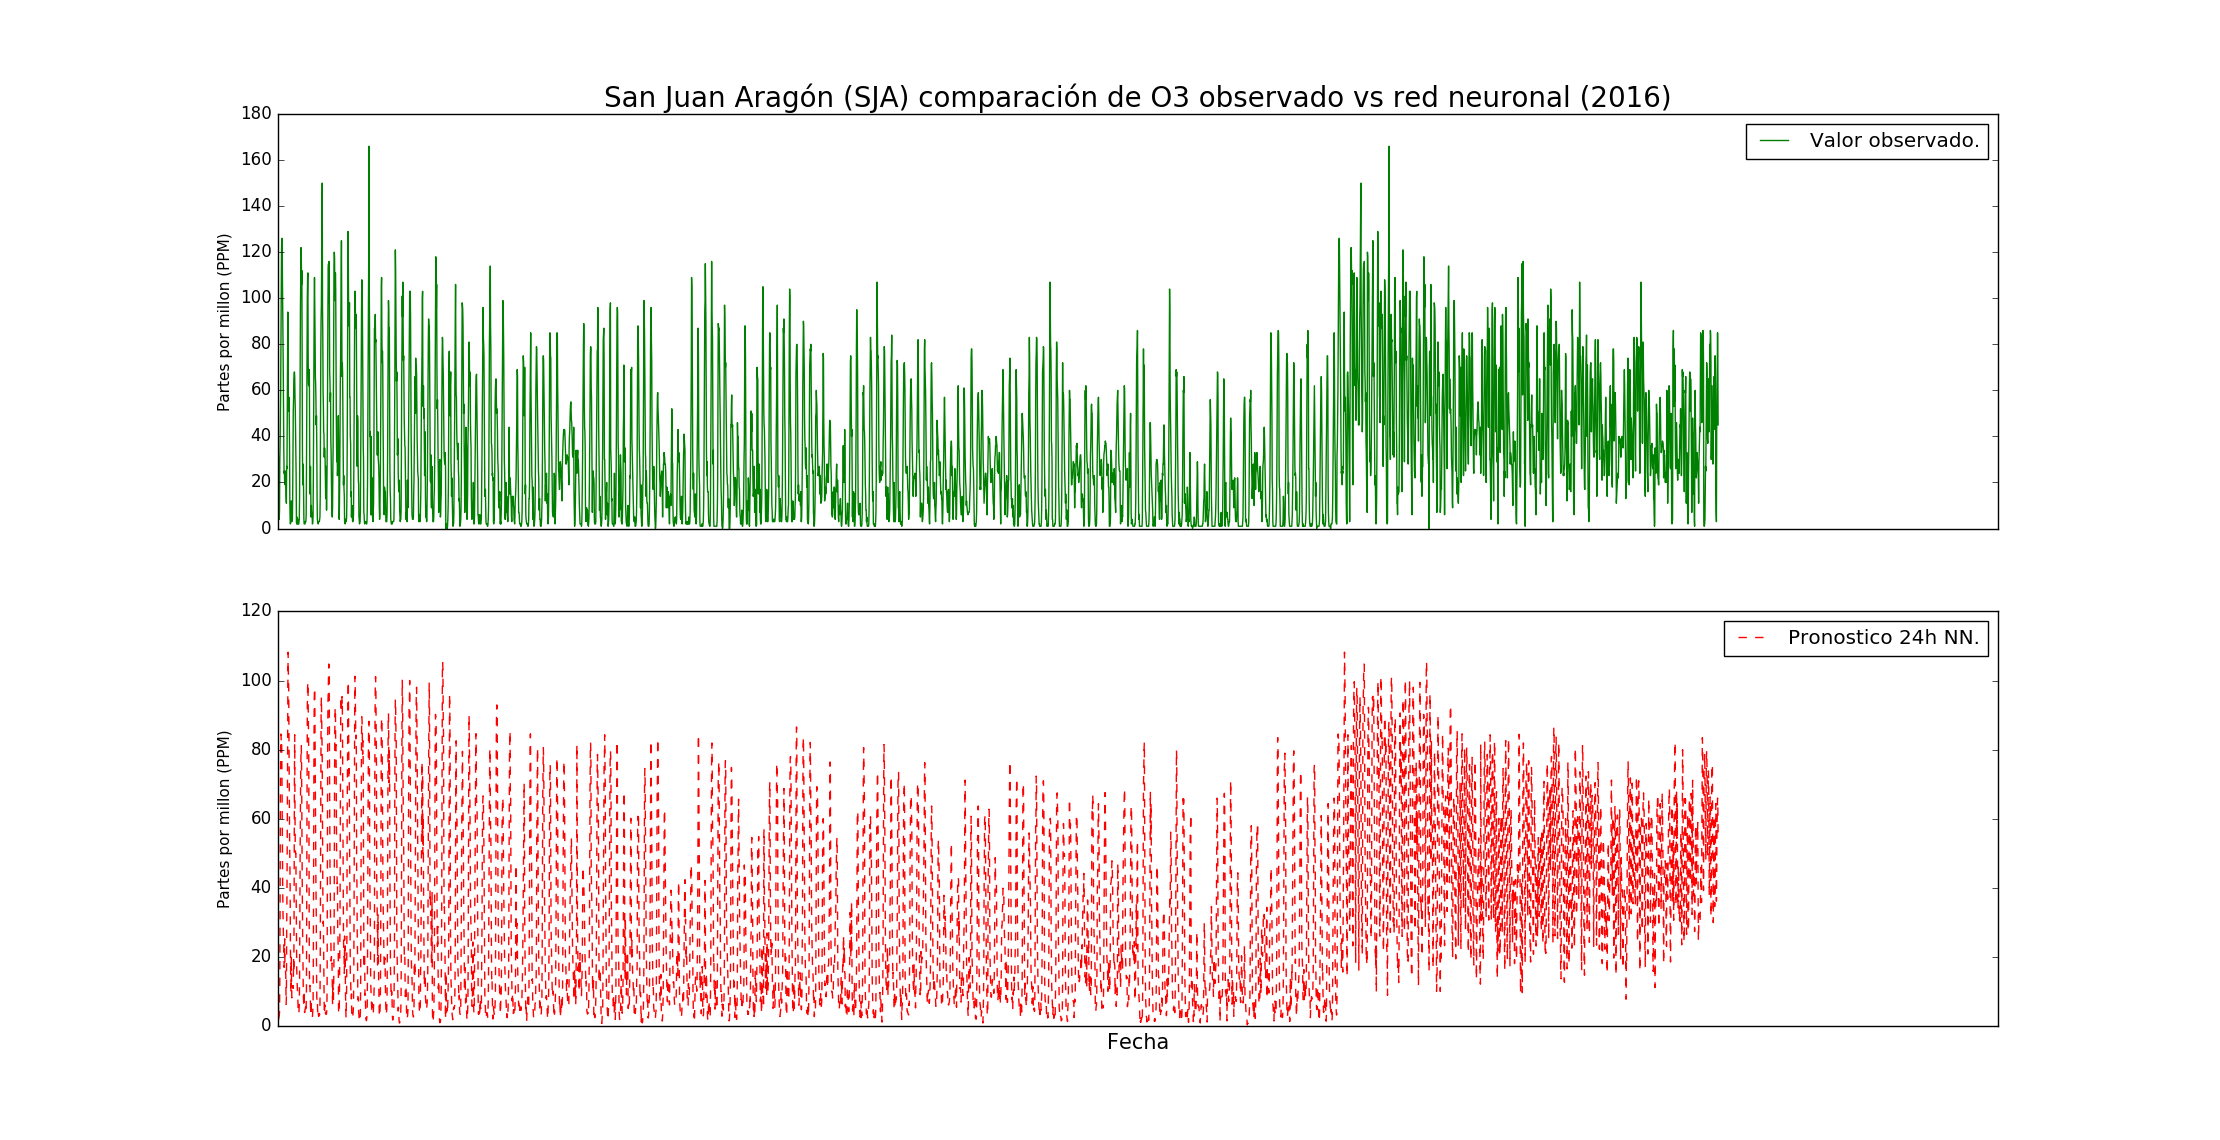 San Juan Aragón (SJA) comparación de O3 observado vs red neuronal (2016)
180
160
140
120
100
80
60
40
20
0
Partes por millon (PPM)
Valor observado.
120
100
80
60
40
20
0
Partes por millon (PPM)
Pronostico 24h NN.
Fecha